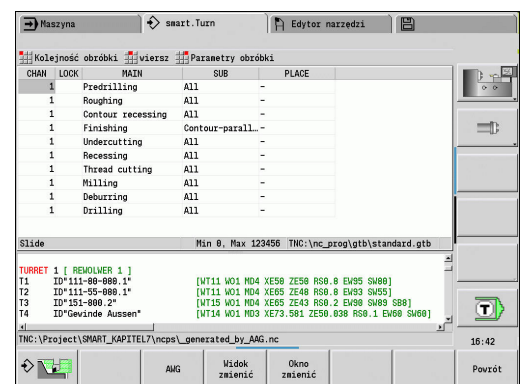 Maszyna smart.Turn Edytor narzędzi
Kolejność obróbki wiersz Parametry obróbki
CHAN LOCK MAIN SUB PLACE
1 Predrilling All -
1 Roughing All -
1 Contour recessing All -
1 Finishing Contour-parall… -
1 Undercutting All -
1 Recessing All -
1 Thread cutting All -
1 Milling All -
1 Deburring All -
1 Drilling All -
Slide Min 0, Max 123456 TNC:\nc_prog\gtb\standard.gtb
TURRET 1 [ REWOLWER 1 ]
T1 ID"111-80-080.1" [WT11 WO1 MD4 XE50 ZE50 RS0.8 EW95 SW80]
T2 ID"111-55-080.1" [WT11 WO1 MD4 XE65 ZE48 RS0.8 EW93 SW55]
T3 ID"151-800.2" [WT15 WO1 MD4 XE65 ZE43 RS0.2 EW90 SW89 SB8]
T4 ID"Gewinde Aussen" [WT14 WO1 MD3 XE73.581 ZE50.038 RS0.1 EW60 SW60]
TNC:\Project\SMART_KAPITEL7\ncps\_generated_by_AAG.nc
T
16:42
AWG Widok zmienić Okno zmienić Powrót